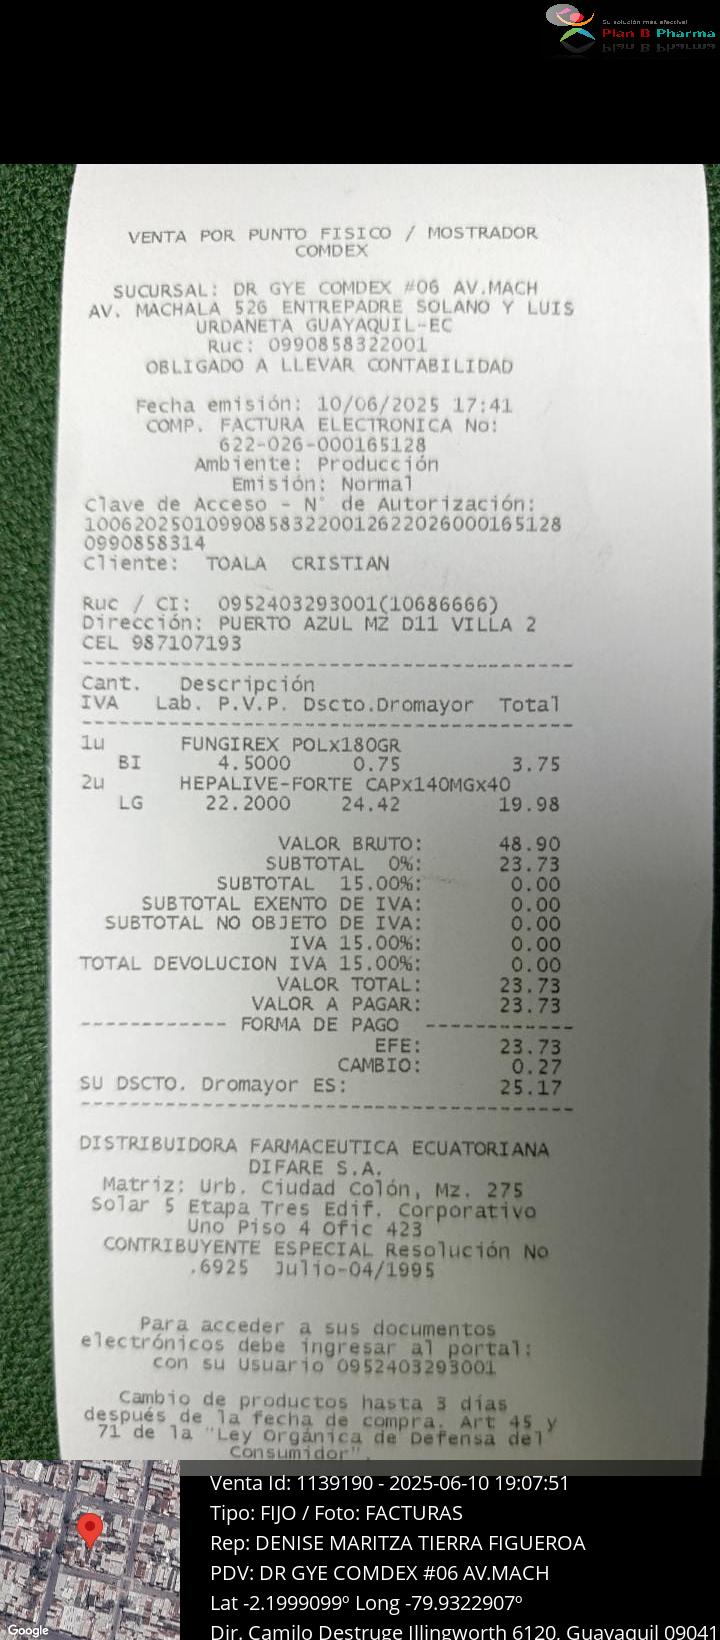 Su solución más efectiva!
Plan B Pharma
VENTA POR PUNTO FISICO / MOSTRADOR
COMDEX
SUCURSAL: DR GYE COMDEX #06 AV.MACH
AV. MACHALA 526 ENTREPADRE SOLANO Y LUIS
URDANETA GUAYAQUIL-EC
Ruc: 0990858322001
OBLIGADO A LLEVAR CONTABILIDAD
Fecha emisión: 10/06/2025 17:41
COMP. FACTURA ELECTRONICA No:
622-026-000165128
Ambiente: Producción
Emisión: Normal
Clave de Acceso - N° de Autorización:
100620250109908583220012622026000165128
0990858314
Cliente: TOALA CRISTIAN
Ruc / CI: 0952403293001(10686666)
Dirección: PUERTO AZUL MZ D11 VILLA 2
CEL 987107193
Cant. Descripción
IVA Lab. P.V.P. Dscto.Dromayor Total
1u FUNGIREX POLx180GR
BI 4.5000 0.75 3.75
2u HEPALIVE-FORTE CAPx140MGx40
LG 22.2000 24.42 19.98
VALOR BRUTO: 48.90
SUBTOTAL 0%: 23.73
SUBTOTAL 15.00%: 0.00
SUBTOTAL EXENTO DE IVA: 0.00
SUBTOTAL NO OBJETO DE IVA: 0.00
IVA 15.00%: 0.00
TOTAL DEVOLUCION IVA 15.00%: 0.00
VALOR TOTAL: 23.73
VALOR A PAGAR: 23.73
------------ FORMA DE PAGO ------------
EFE: 23.73
CAMBIO: 0.27
SU DSCTO. Dromayor ES: 25.17
DISTRIBUIDORA FARMACEUTICA ECUATORIANA
DIFARE S.A.
Matriz: Urb. Ciudad Colón, Mz. 275
Solar 5 Etapa Tres Edif. Corporativo
Uno Piso 4 Ofic 423
CONTRIBUYENTE ESPECIAL Resolución No
.6925 Julio-04/1995
Para acceder a sus documentos
electrónicos debe ingresar al portal:
con su Usuario 0952403293001
Cambio de productos hasta 3 días
después de la fecha de compra. Art 45 y
71 de la "Ley Orgánica de Defensa del
Consumidor".
Venta Id: 1139190 - 2025-06-10 19:07:51
Tipo: FIJO / Foto: FACTURAS
Rep: DENISE MARITZA TIERRA FIGUEROA
PDV: DR GYE COMDEX #06 AV.MACH
Lat -2.1999099º Long -79.9322907º
Dir. Camilo Destruge Illingworth 6120, Guayaquil 09041
Google